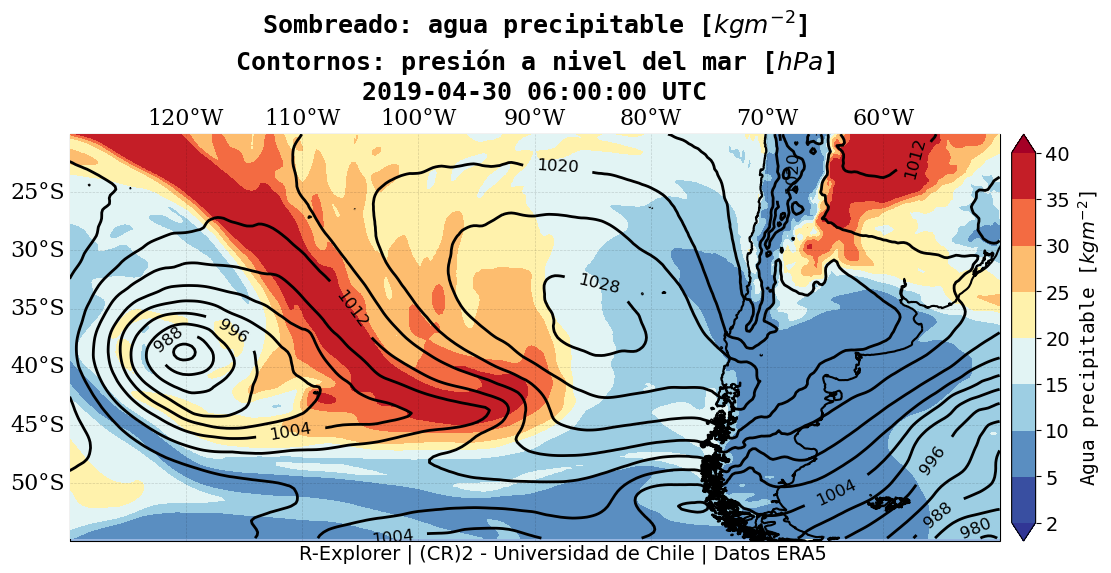 Sombreado: agua precipitable [kgm⁻²]
Contornos: presión a nivel del mar [hPa]
2019-04-30 06:00:00 UTC
120°W 110°W 100°W 90°W 80°W 70°W 60°W
25°S
30°S
35°S
40°S
45°S
50°S
1020
1020
1012
1028
1012
996
988
1004
1004
1004
996
988
980
40
35
30
25
20
15
10
5
2
Agua precipitable [kgm⁻²]
R-Explorer | (CR)2 - Universidad de Chile | Datos ERA5